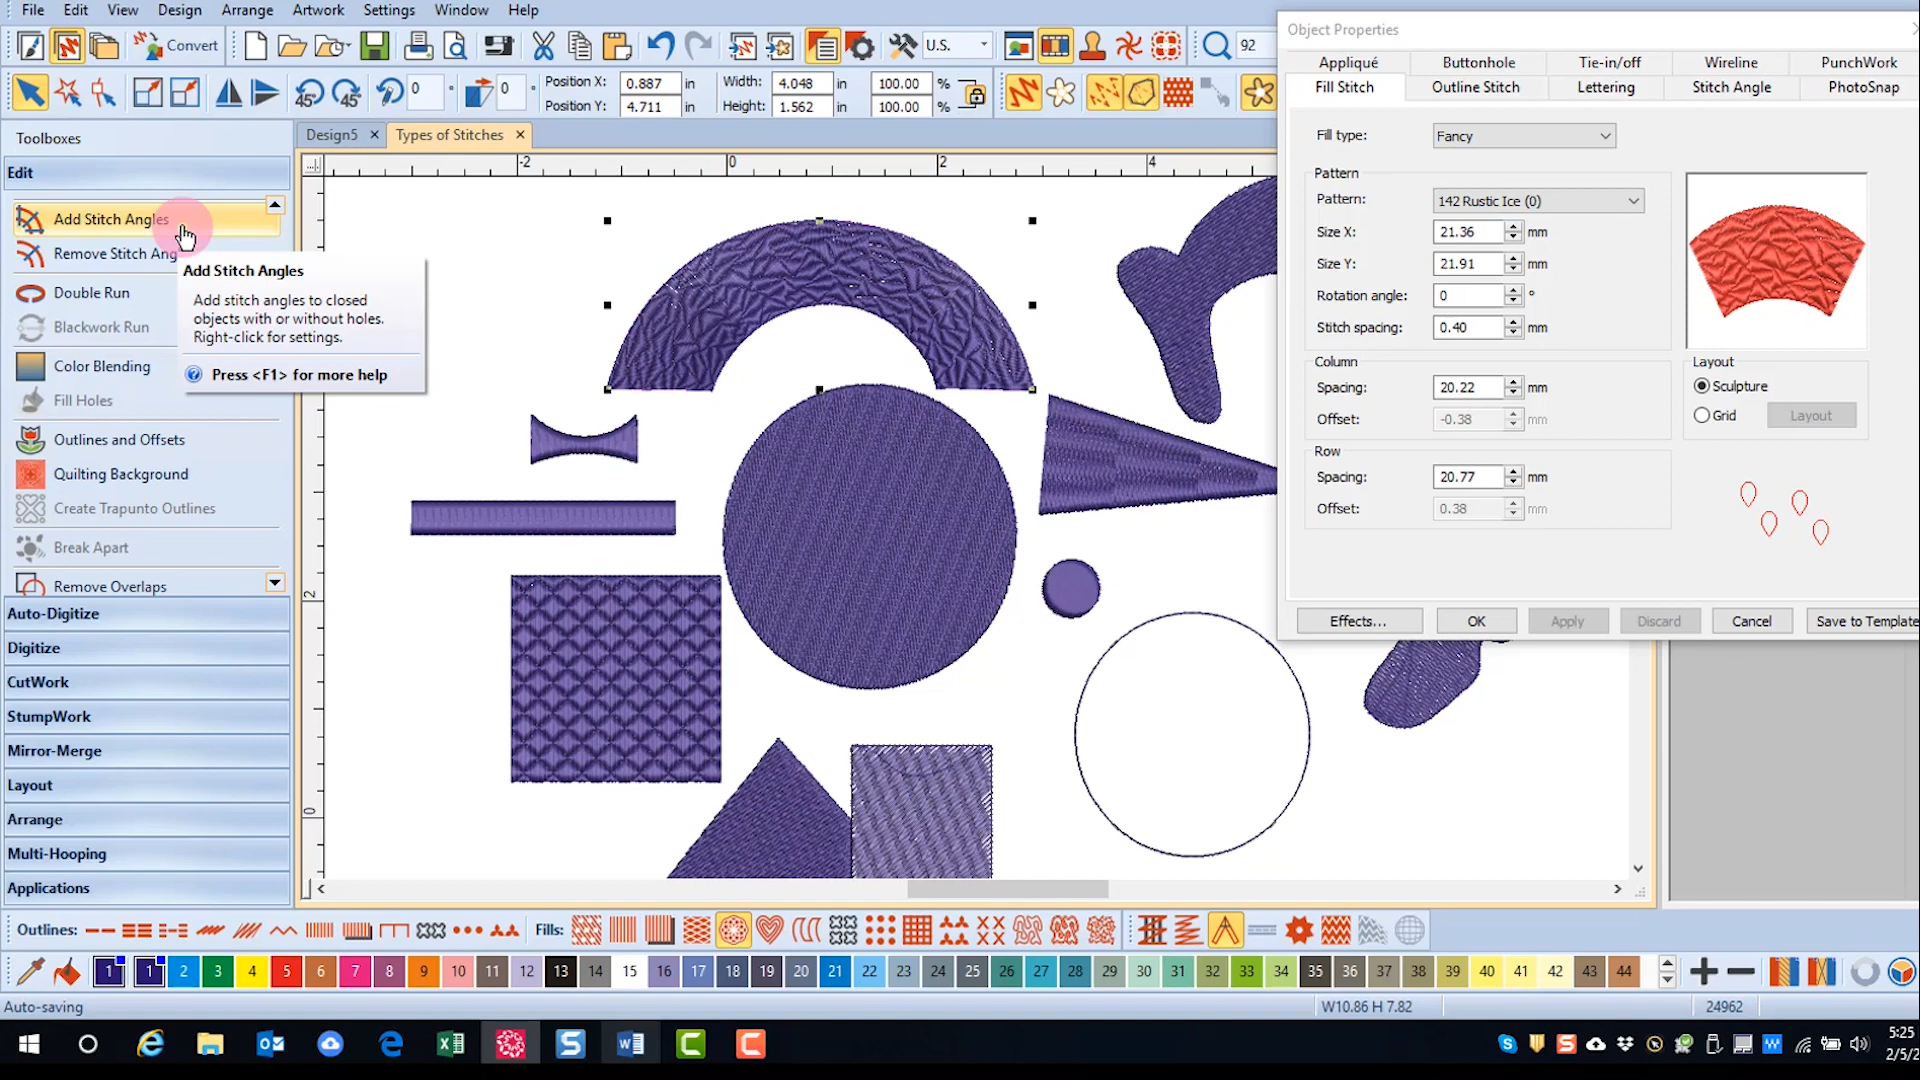 File Edit View Design Arrange Artwork Settings Window Help
Convert U.S. 92
45° 45° 0 ° 0 ° Position X: 0.887 in Width: 4.048 in 100.00 %
Position Y: 4.711 in Height: 1.562 in 100.00 %
Toolboxes
Edit
Add Stitch Angles
Remove Stitch Ang
Double Run
Blackwork Run
Color Blending
Fill Holes
Outlines and Offsets
Quilting Background
Create Trapunto Outlines
Break Apart
Remove Overlaps
Auto-Digitize
Digitize
CutWork
StumpWork
Mirror-Merge
Layout
Arrange
Multi-Hooping
Applications
Add Stitch Angles
Add stitch angles to closed
objects with or without holes.
Right-click for settings.
Press <F1> for more help
Design5 Types of Stitches
-2 0 2 4
2
0
Object Properties
Appliqué Buttonhole Tie-in/off Wireline PunchWork
Fill Stitch Outline Stitch Lettering Stitch Angle PhotoSnap
Fill type: Fancy
Pattern
Pattern: 142 Rustic Ice (0)
Size X: 21.36 mm
Size Y: 21.91 mm
Rotation angle: 0 °
Stitch spacing: 0.40 mm
Column
Spacing: 20.22 mm
Offset: -0.38 mm
Row
Spacing: 20.77 mm
Offset: 0.38 mm
Layout
Sculpture
Grid Layout
Effects... OK Apply Discard Cancel Save to Template
Outlines: Fills:
1 1 2 3 4 5 6 7 8 9 10 11 12 13 14 15 16 17 18 19 20 21 22 23 24 25 26 27 28 29 30 31 32 33 34 35 36 37 38 39 40 41 42 43 44
Auto-saving W10.86 H 7.82 24962
5:25
2/5/2